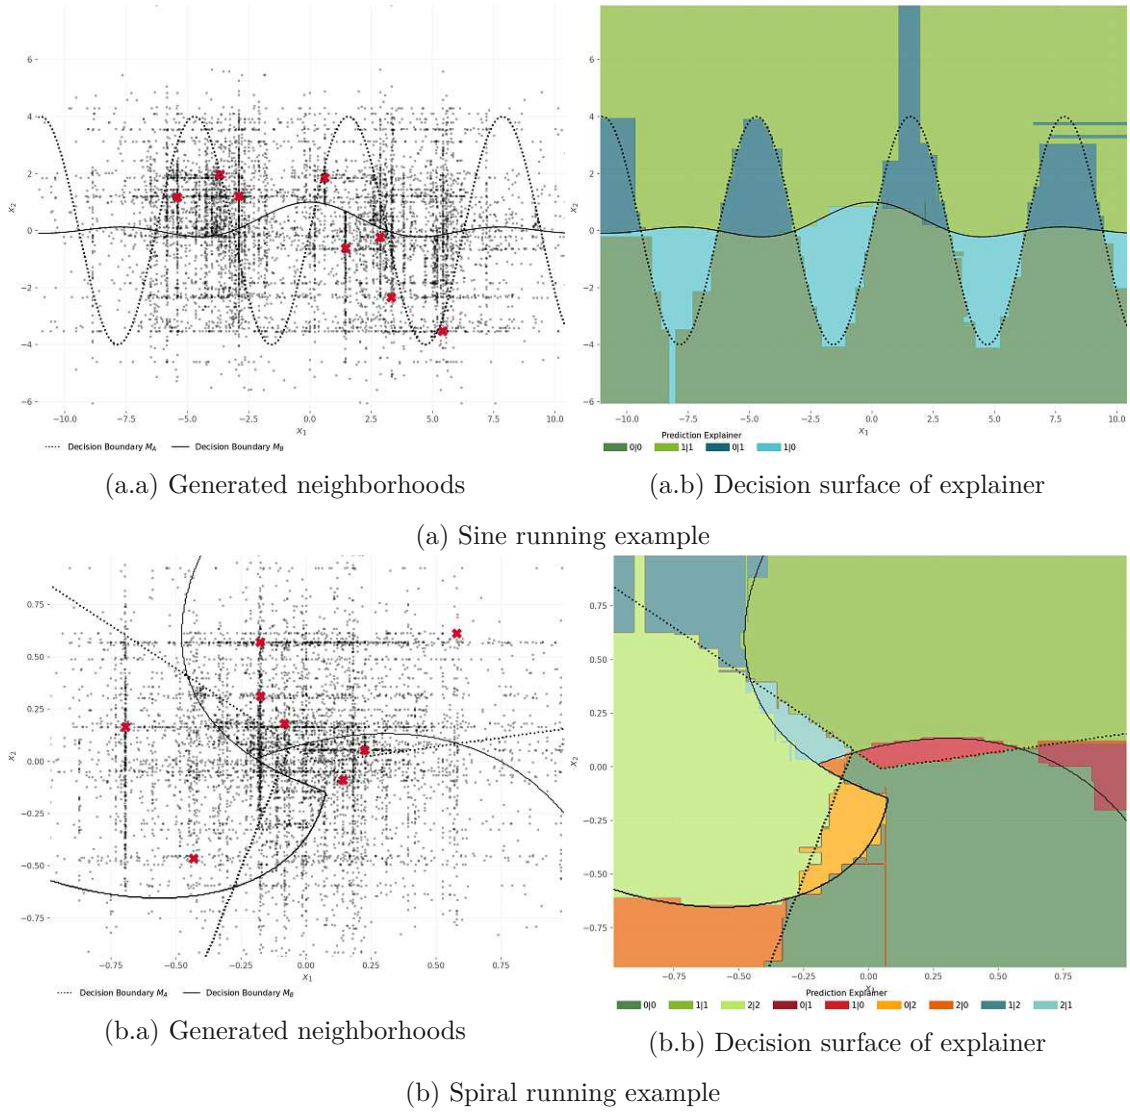 6
4
2
0
−2
−4
−6
x₂
−10.0 −7.5 −5.0 −2.5 0.0 2.5 5.0 7.5 10.0
x₁
Decision Boundary M_A Decision Boundary M_B
6
4
2
0
−2
−4
−6
x₂
−10.0 −7.5 −5.0 −2.5 0.0 2.5 5.0 7.5 10.0
x₁
Prediction Explainer
0|0 1|1 0|1 1|0
(a.a) Generated neighborhoods
(a.b) Decision surface of explainer
(a) Sine running example
0.75
0.50
0.25
0.00
−0.25
−0.50
−0.75
x₂
−0.75 −0.50 −0.25 0.00 0.25 0.50 0.75
x₁
Decision Boundary M_A Decision Boundary M_B
0.75
0.50
0.25
0.00
−0.25
−0.50
−0.75
x₂
−0.75 −0.50 −0.25 0.00 0.25 0.50 0.75
x₁
Prediction Explainer
0|0 1|1 2|2 0|1 1|0 0|2 2|0 1|2 2|1
(b.a) Generated neighborhoods
(b.b) Decision surface of explainer
(b) Spiral running example